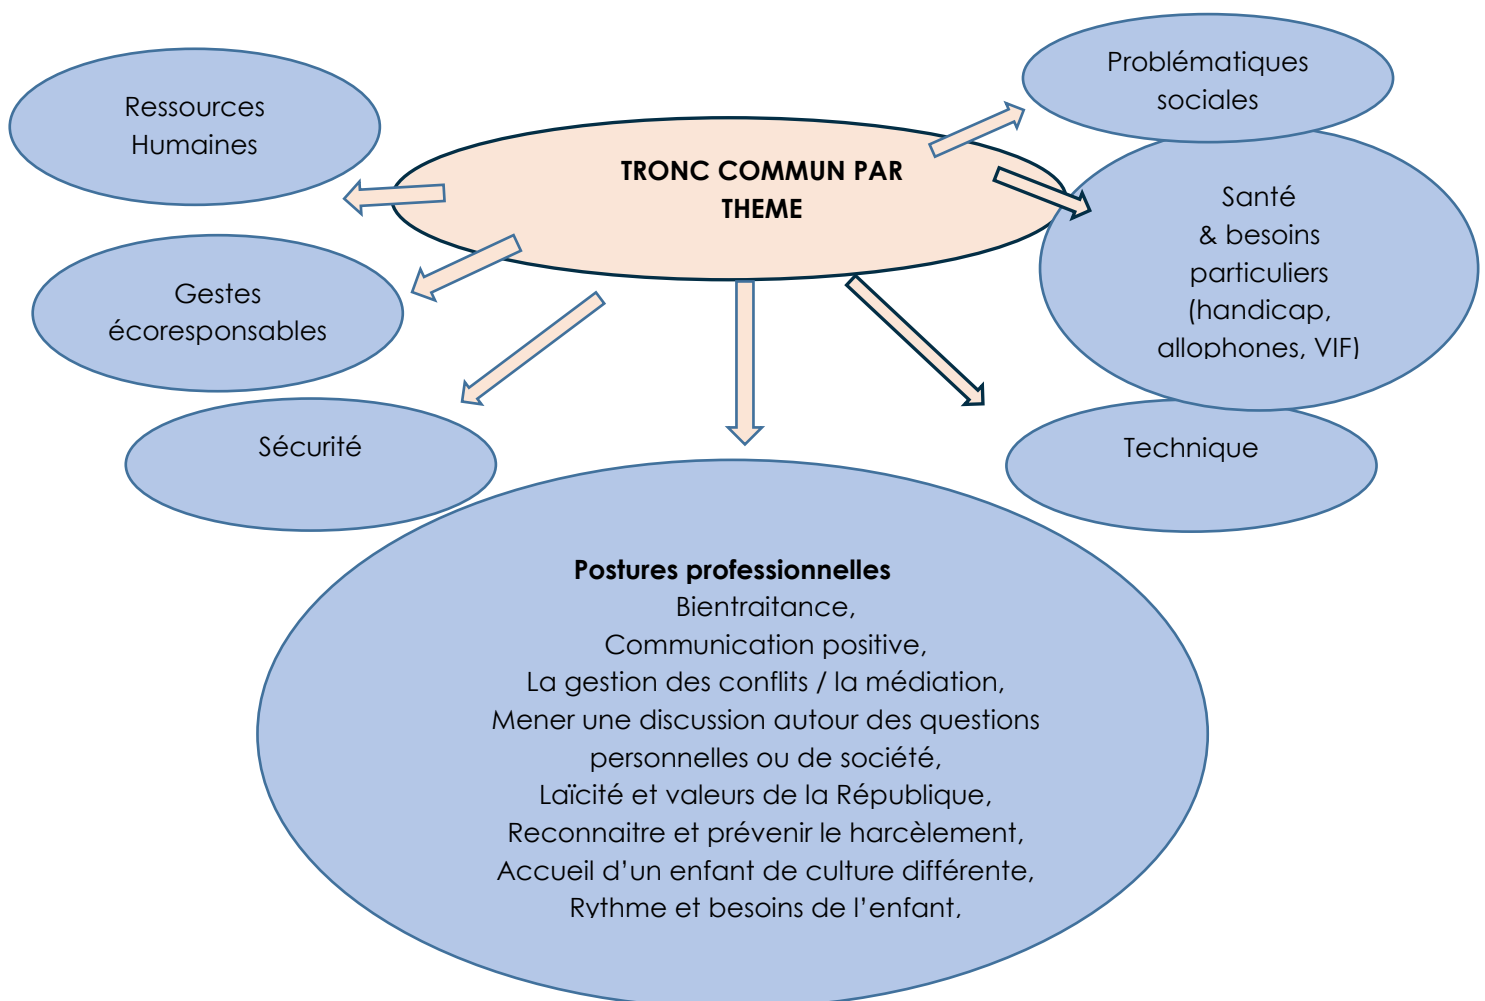 Problématiques
sociales
Ressources
Humaines
TRONC COMMUN PAR
THEME
Santé
& besoins
particuliers
(handicap,
allophones, VIF)
Gestes
écoresponsables
Sécurité
Technique
Postures professionnelles
Bientraitance,
Communication positive,
La gestion des conflits / la médiation,
Mener une discussion autour des questions
personnelles ou de société,
Laïcité et valeurs de la République,
Reconnaitre et prévenir le harcèlement,
Accueil d’un enfant de culture différente,
Rythme et besoins de l’enfant,